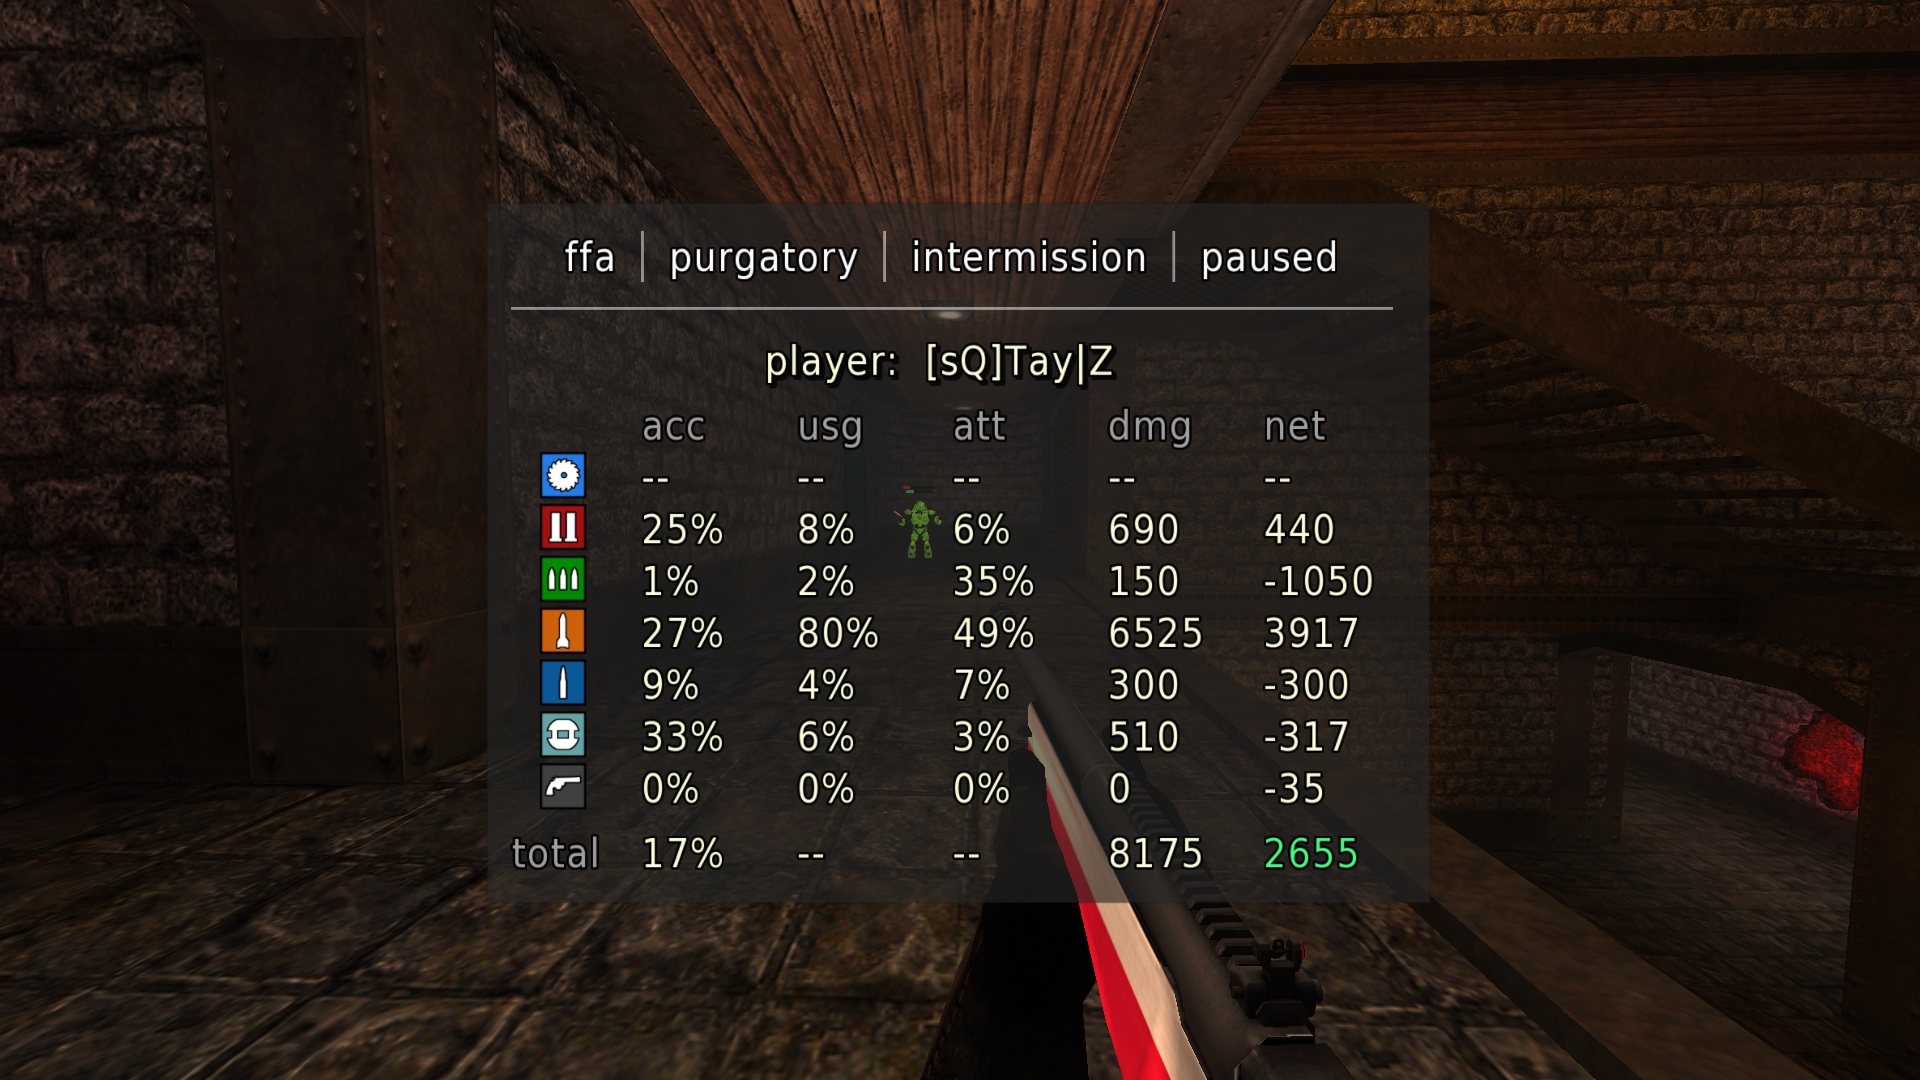 ffa | purgatory | intermission | paused
player: [sQ]Tay|Z
acc usg att dmg net
-- -- -- -- --
25% 8% 6% 690 440
1% 2% 35% 150 -1050
27% 80% 49% 6525 3917
9% 4% 7% 300 -300
33% 6% 3% 510 -317
0% 0% 0% 0 -35
total 17% -- -- 8175 2655